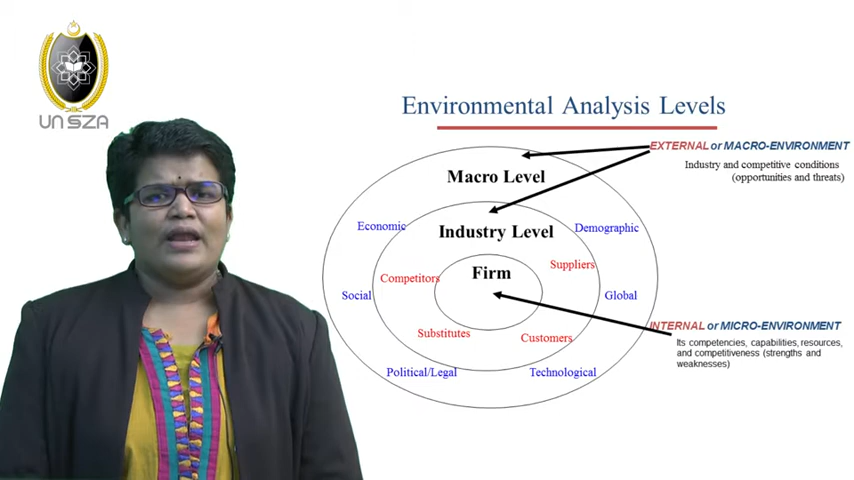 UNSZA
Environmental Analysis Levels
EXTERNAL or MACRO-ENVIRONMENT
Industry and competitive conditions
(opportunities and threats)
Macro Level
Economic
Industry Level
Demographic
Firm
Suppliers
Competitors
Social
Global
Substitutes
Customers
INTERNAL or MICRO-ENVIRONMENT
Its competencies, capabilities, resources,
and competitiveness (strengths and
weaknesses)
Political/Legal
Technological